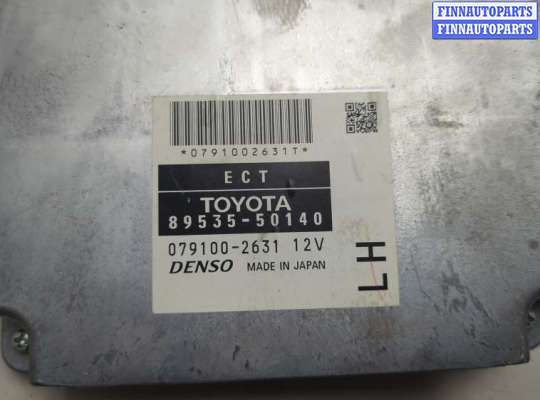 FINNAUTOPARTS
FINNAUTOPARTS
*0791002631T*
ECT
TOYOTA
89535-50140
079100-2631 12V
DENSO MADE IN JAPAN
LH